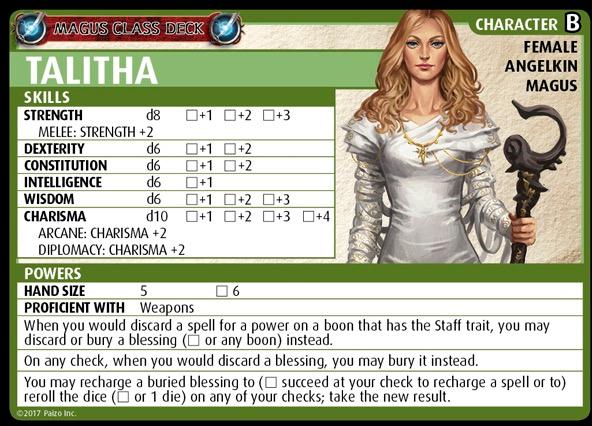 MAGUS CLASS DECK
CHARACTER B
TALITHA
FEMALE
ANGELKIN
MAGUS
SKILLS
STRENGTH d8 □+1 □+2 □+3
MELEE: STRENGTH +2
DEXTERITY d6 □+1 □+2
CONSTITUTION d6 □+1 □+2
INTELLIGENCE d6 □+1
WISDOM d6 □+1 □+2 □+3
CHARISMA d10 □+1 □+2 □+3 □+4
ARCANE: CHARISMA +2
DIPLOMACY: CHARISMA +2
POWERS
HAND SIZE 5 □ 6
PROFICIENT WITH Weapons
When you would discard a spell for a power on a boon that has the Staff trait, you may
discard or bury a blessing (□ or any boon) instead.
On any check, when you would discard a blessing, you may bury it instead.
You may recharge a buried blessing to (□ succeed at your check to recharge a spell or to)
reroll the dice (□ or 1 die) on any of your checks; take the new result.
©2017 Paizo Inc.